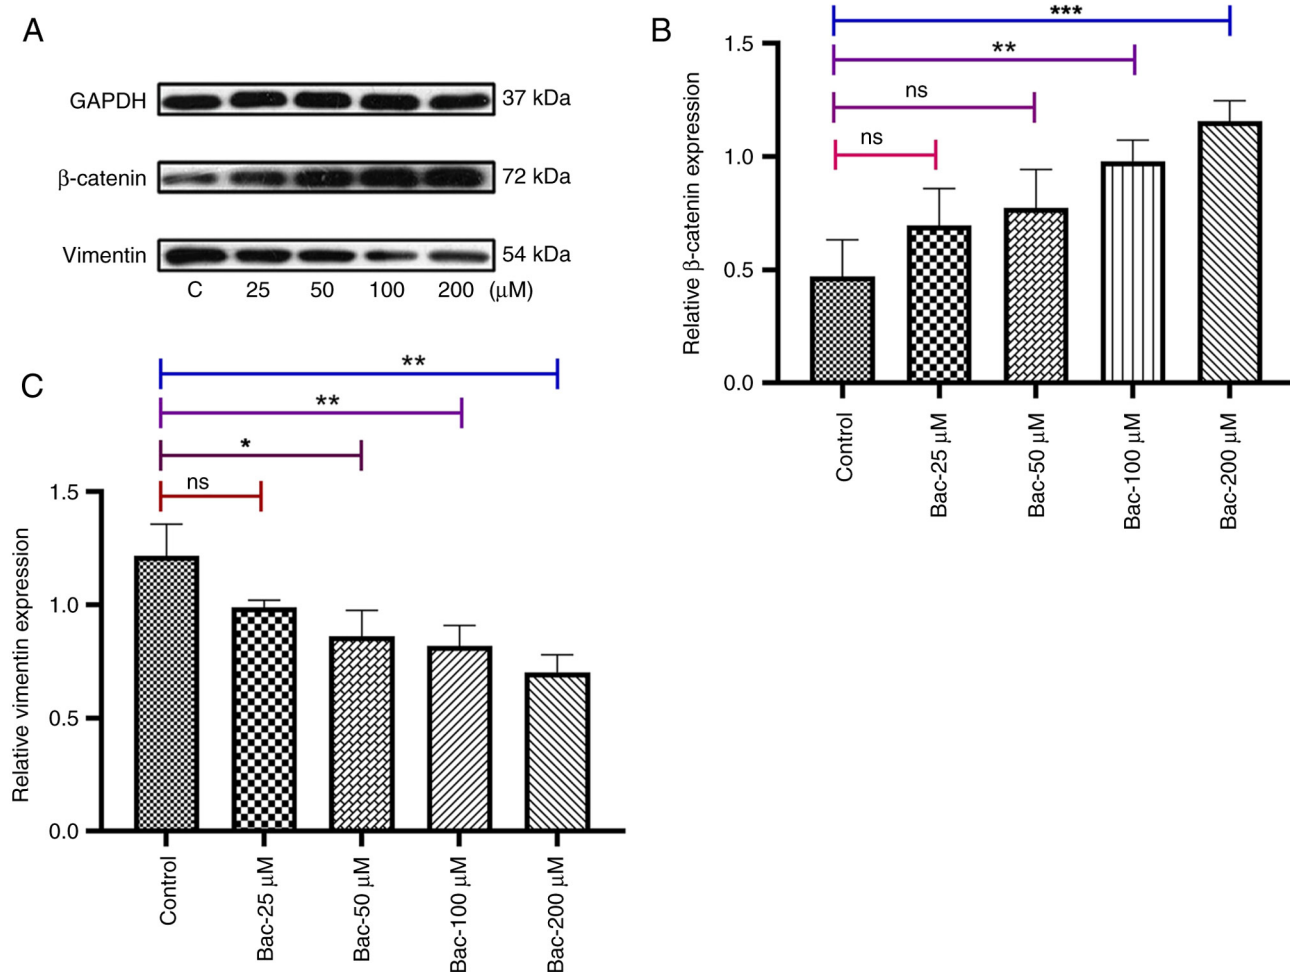 A
GAPDH 37 kDa
β-catenin 72 kDa
Vimentin 54 kDa
C 25 50 100 200 (μM)
B
***
**
ns
ns
Relative β-catenin expression
1.5
1.0
0.5
0.0
Control
Bac-25 μM
Bac-50 μM
Bac-100 μM
Bac-200 μM
C
**
**
*
ns
Relative vimentin expression
1.5
1.0
0.5
0.0
Control
Bac-25 μM
Bac-50 μM
Bac-100 μM
Bac-200 μM